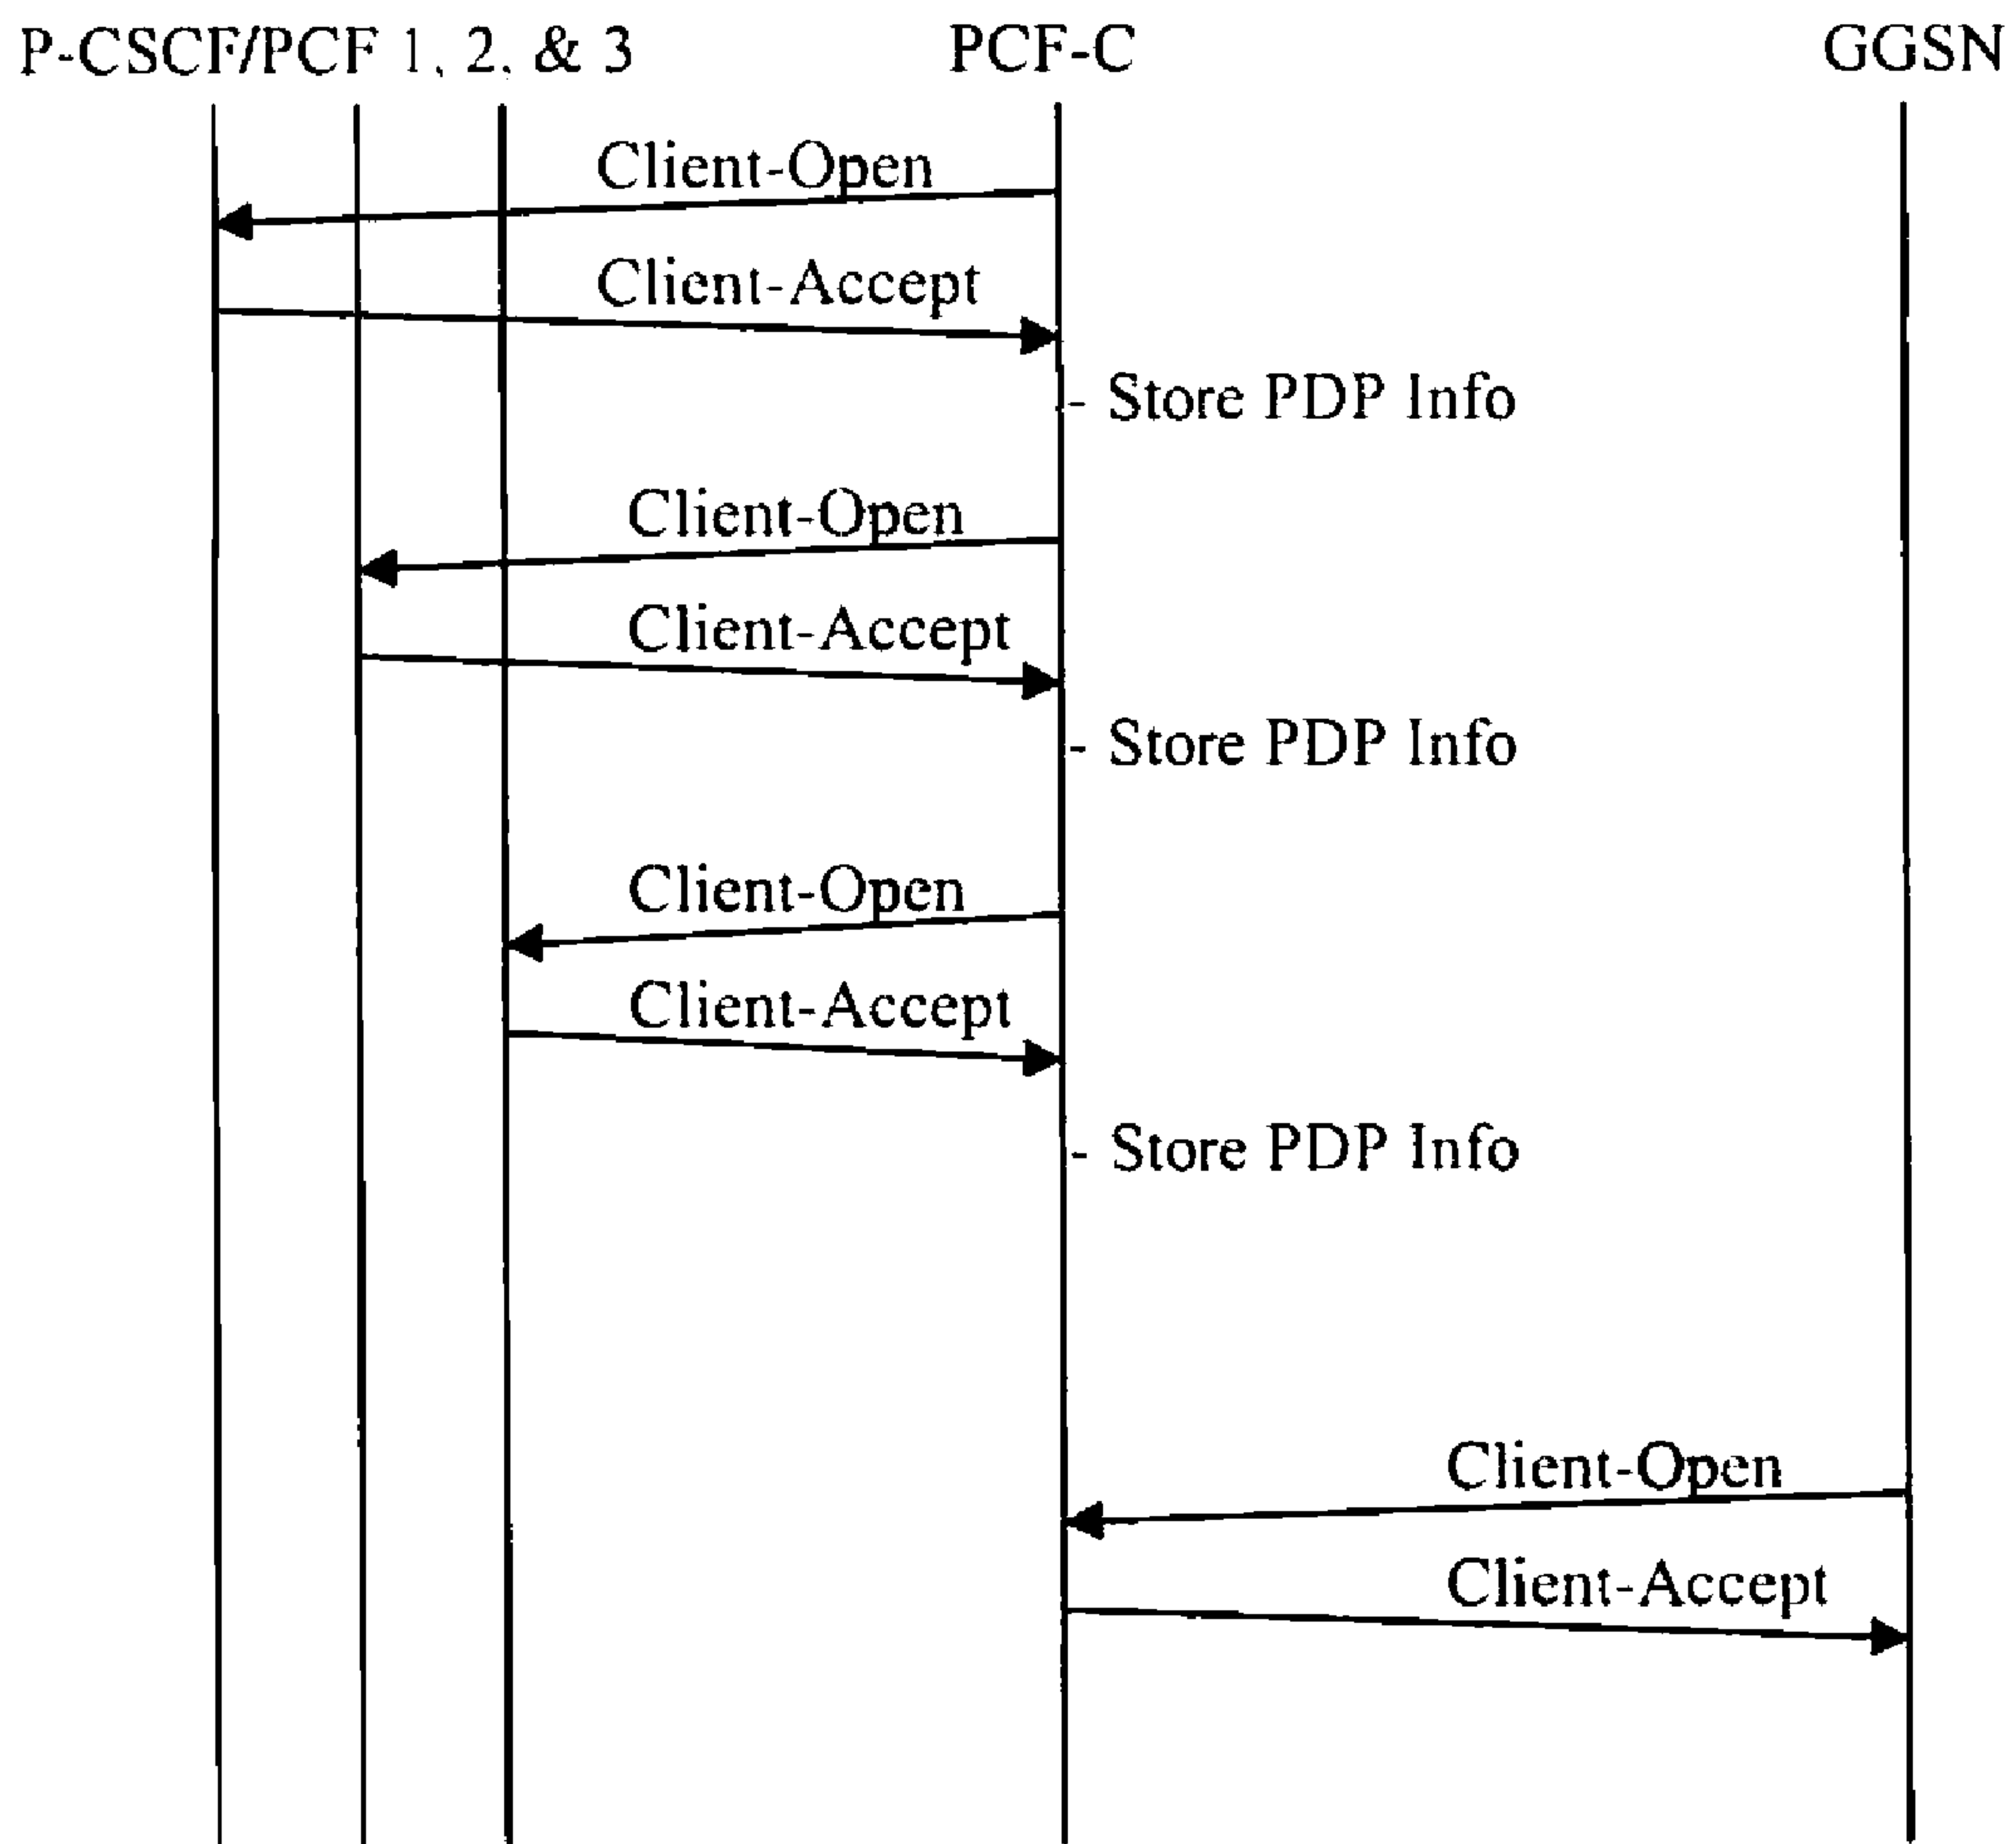 P-CSCF/PCF 1, 2, & 3 PCF-C GGSN
Client-Open
Client-Accept
- Store PDP Info
Client-Open
Client-Accept
- Store PDP Info
Client-Open
Client-Accept
- Store PDP Info
Client-Open
Client-Accept